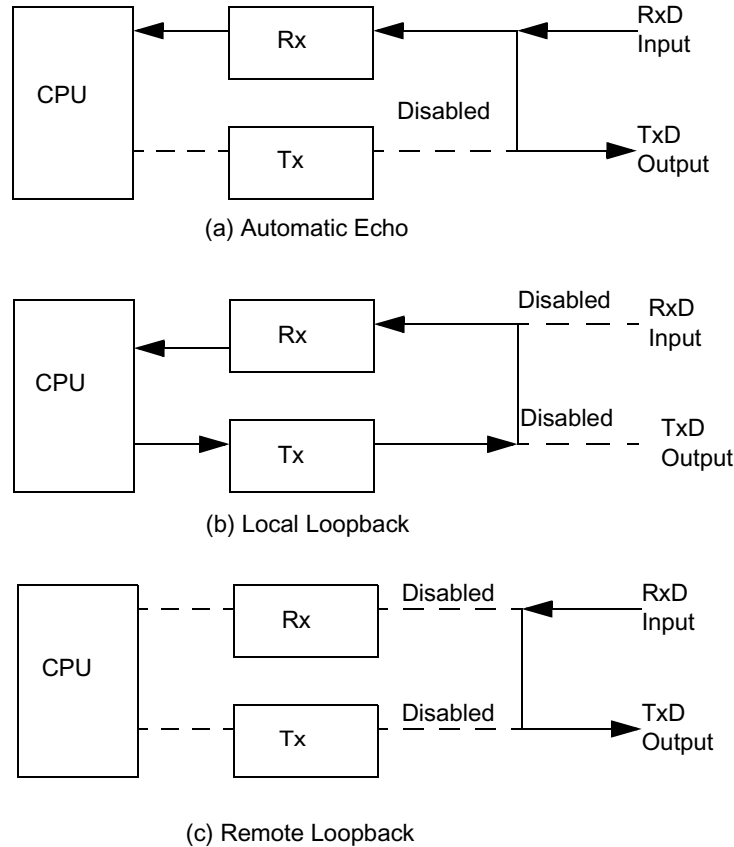 CPU
Rx
RxD
Input
Disabled
Tx
TxD
Output
(a) Automatic Echo
CPU
Rx
Disabled
RxD
Input
Tx
Disabled
TxD
Output
(b) Local Loopback
CPU
Rx
Disabled
RxD
Input
Tx
Disabled
TxD
Output
(c) Remote Loopback